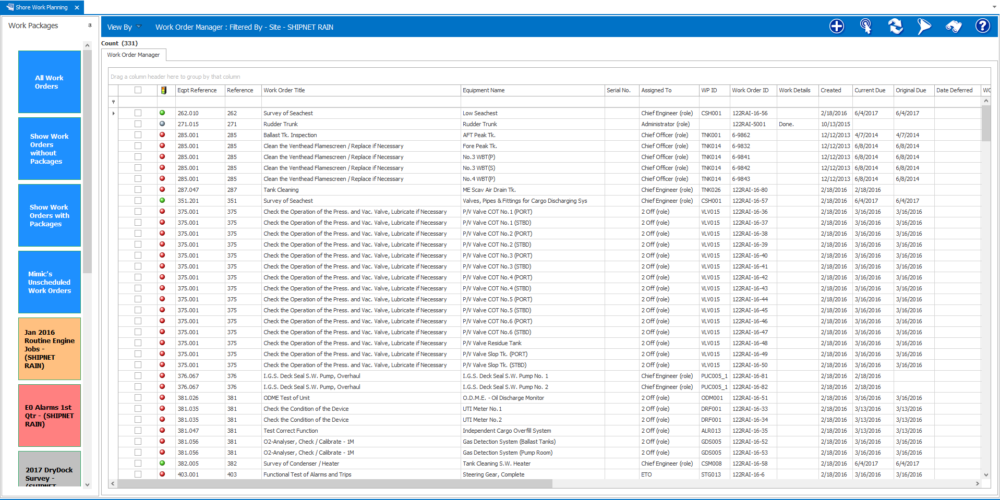 Shore Work Planning
Work Packages
View By
Work Order Manager : Filtered By - Site - SHIPNET RAIN
?
Count (331)
Work Order Manager
All Work
Orders
Show Work
Orders
without
Packages
Show Work
Orders with
Packages
Mimic's
Unscheduled
Work Orders
Jan 2016
Routine Engine
Jobs -
(SHIPNET
RAIN)
E0 Alarms 1st
Qtr - (SHIPNET
RAIN)
2017 DryDock
Survey -
(SHIPNET
Drag a column header here to group by that column
Eqpt Reference Reference Work Order Title Equipment Name Serial No. Assigned To WP ID Work Order ID Work Details Created Current Due Original Due Date Deferred WO
262.010 262 Survey of Seachest Low Seachest Chief Engineer (role) CSH001 122RAI-16-56 2/18/2016 6/4/2017 6/4/2017
271.015 271 Rudder Trunk Rudder Trunk Administrator (role) 122RAI-5001 Done. 10/13/2015
285.001 285 Ballast Tk. Inspection AFT Peak Tk. Chief Officer (role) TNK001 6-9862 12/12/2013 4/7/2014 4/7/2014
285.001 285 Clean the Venthead Flamescreen / Replace if Necessary Fore Peak Tk. Chief Officer (role) TNK014 6-9832 12/12/2013 6/8/2014 6/8/2014
285.001 285 Clean the Venthead Flamescreen / Replace if Necessary No.3 WBT(P) Chief Officer (role) TNK014 6-9841 12/12/2013 6/8/2014 6/8/2014
285.001 285 Clean the Venthead Flamescreen / Replace if Necessary No.3 WBT(S) Chief Officer (role) TNK014 6-9842 12/12/2013 6/8/2014 6/8/2014
285.001 285 Clean the Venthead Flamescreen / Replace if Necessary No.4 WBT(P) Chief Officer (role) TNK014 6-9843 12/12/2013 6/8/2014 6/8/2014
287.047 287 Tank Cleaning ME Scav Air Drain Tk. Chief Engineer (role) TNK026 122RAI-16-80 2/18/2016 2/18/2016
351.201 351 Survey of Seachest Valves, Pipes & Fittings for Cargo Discharging Sys Chief Engineer (role) CSH001 122RAI-16-57 2/18/2016 6/4/2017 6/4/2017
375.001 375 Check the Operation of the Press. and Vac. Valve, Lubricate if Necessary P/V Valve COT No.1 (PORT) 2 Off (role) VLV015 122RAI-16-36 2/18/2016 3/16/2016 3/16/2016
375.001 375 Check the Operation of the Press. and Vac. Valve, Lubricate if Necessary P/V Valve COT No.1 (STBD) 2 Off (role) VLV015 122RAI-16-37 2/18/2016 3/16/2016 3/16/2016
375.001 375 Check the Operation of the Press. and Vac. Valve, Lubricate if Necessary P/V Valve COT No.2 (PORT) 2 Off (role) VLV015 122RAI-16-38 2/18/2016 3/16/2016 3/16/2016
375.001 375 Check the Operation of the Press. and Vac. Valve, Lubricate if Necessary P/V Valve COT No.2 (STBD) 2 Off (role) VLV015 122RAI-16-39 2/18/2016 3/16/2016 3/16/2016
375.001 375 Check the Operation of the Press. and Vac. Valve, Lubricate if Necessary P/V Valve COT No.3 (PORT) 2 Off (role) VLV015 122RAI-16-40 2/18/2016 3/16/2016 3/16/2016
375.001 375 Check the Operation of the Press. and Vac. Valve, Lubricate if Necessary P/V Valve COT No.3 (STBD) 2 Off (role) VLV015 122RAI-16-41 2/18/2016 3/16/2016 3/16/2016
375.001 375 Check the Operation of the Press. and Vac. Valve, Lubricate if Necessary P/V Valve COT No.4 (PORT) 2 Off (role) VLV015 122RAI-16-42 2/18/2016 3/16/2016 3/16/2016
375.001 375 Check the Operation of the Press. and Vac. Valve, Lubricate if Necessary P/V Valve COT No.4 (STBD) 2 Off (role) VLV015 122RAI-16-43 2/18/2016 3/16/2016 3/16/2016
375.001 375 Check the Operation of the Press. and Vac. Valve, Lubricate if Necessary P/V Valve COT No.5 (PORT) 2 Off (role) VLV015 122RAI-16-44 2/18/2016 3/16/2016 3/16/2016
375.001 375 Check the Operation of the Press. and Vac. Valve, Lubricate if Necessary P/V Valve COT No.5 (STBD) 2 Off (role) VLV015 122RAI-16-45 2/18/2016 3/16/2016 3/16/2016
375.001 375 Check the Operation of the Press. and Vac. Valve, Lubricate if Necessary P/V Valve COT No.6 (PORT) 2 Off (role) VLV015 122RAI-16-46 2/18/2016 3/16/2016 3/16/2016
375.001 375 Check the Operation of the Press. and Vac. Valve, Lubricate if Necessary P/V Valve COT No.6 (STBD) 2 Off (role) VLV015 122RAI-16-47 2/18/2016 3/16/2016 3/16/2016
375.001 375 Check the Operation of the Press. and Vac. Valve, Lubricate if Necessary P/V Valve Residue Tank 2 Off (role) VLV015 122RAI-16-48 2/18/2016 3/16/2016 3/16/2016
375.001 375 Check the Operation of the Press. and Vac. Valve, Lubricate if Necessary P/V Valve Slop Tk. (PORT) 2 Off (role) VLV015 122RAI-16-49 2/18/2016 3/16/2016 3/16/2016
375.001 375 Check the Operation of the Press. and Vac. Valve, Lubricate if Necessary P/V Valve Slop Tk. (STBD) 2 Off (role) VLV015 122RAI-16-50 2/18/2016 3/16/2016 3/16/2016
376.067 376 I.G.S. Deck Seal S.W. Pump, Overhaul I.G.S. Deck Seal S.W. Pump No. 1 Chief Engineer (role) PUC005_1 122RAI-16-81 2/18/2016 2/18/2016
376.067 376 I.G.S. Deck Seal S.W. Pump, Overhaul I.G.S. Deck Seal S.W. Pump No. 2 Chief Engineer (role) PUC005_1 122RAI-16-82 2/18/2016 2/18/2016
381.026 381 ODME Test of Unit O.D.M.E. - Oil Discharge Monitor 2 Off (role) ODM001 122RAI-16-51 2/18/2016 3/16/2016 3/16/2016
381.035 381 Check the Condition of the Device UTI Meter No.1 2 Off (role) DRF001 122RAI-16-33 2/18/2016 3/13/2016 3/13/2016
381.035 381 Check the Condition of the Device UTI Meter No.2 2 Off (role) DRF001 122RAI-16-34 2/18/2016 3/13/2016 3/13/2016
381.047 381 Test Correct Function Independent Cargo Overfill System 2 Off (role) ALR013 122RAI-16-35 2/18/2016 3/13/2016 3/13/2016
381.056 381 O2-Analyser, Check / Calibrate - 1M Gas Detection System (Ballast Tanks) 2 Off (role) GDS005 122RAI-16-52 2/18/2016 3/16/2016 3/16/2016
381.056 381 O2-Analyser, Check / Calibrate - 1M Gas Detection System (Pump Room) 2 Off (role) GDS005 122RAI-16-53 2/18/2016 3/16/2016 3/16/2016
382.005 382 Survey of Condenser / Heater Tank Cleaning S.W. Heater Chief Engineer (role) CSM008 122RAI-16-58 2/18/2016 6/4/2017 6/4/2017
403.001 403 Functional Test of Alarms and Trips Steering Gear, Complete ETO STG013 122RAI-16-6 2/18/2016 3/16/2016 3/16/2016